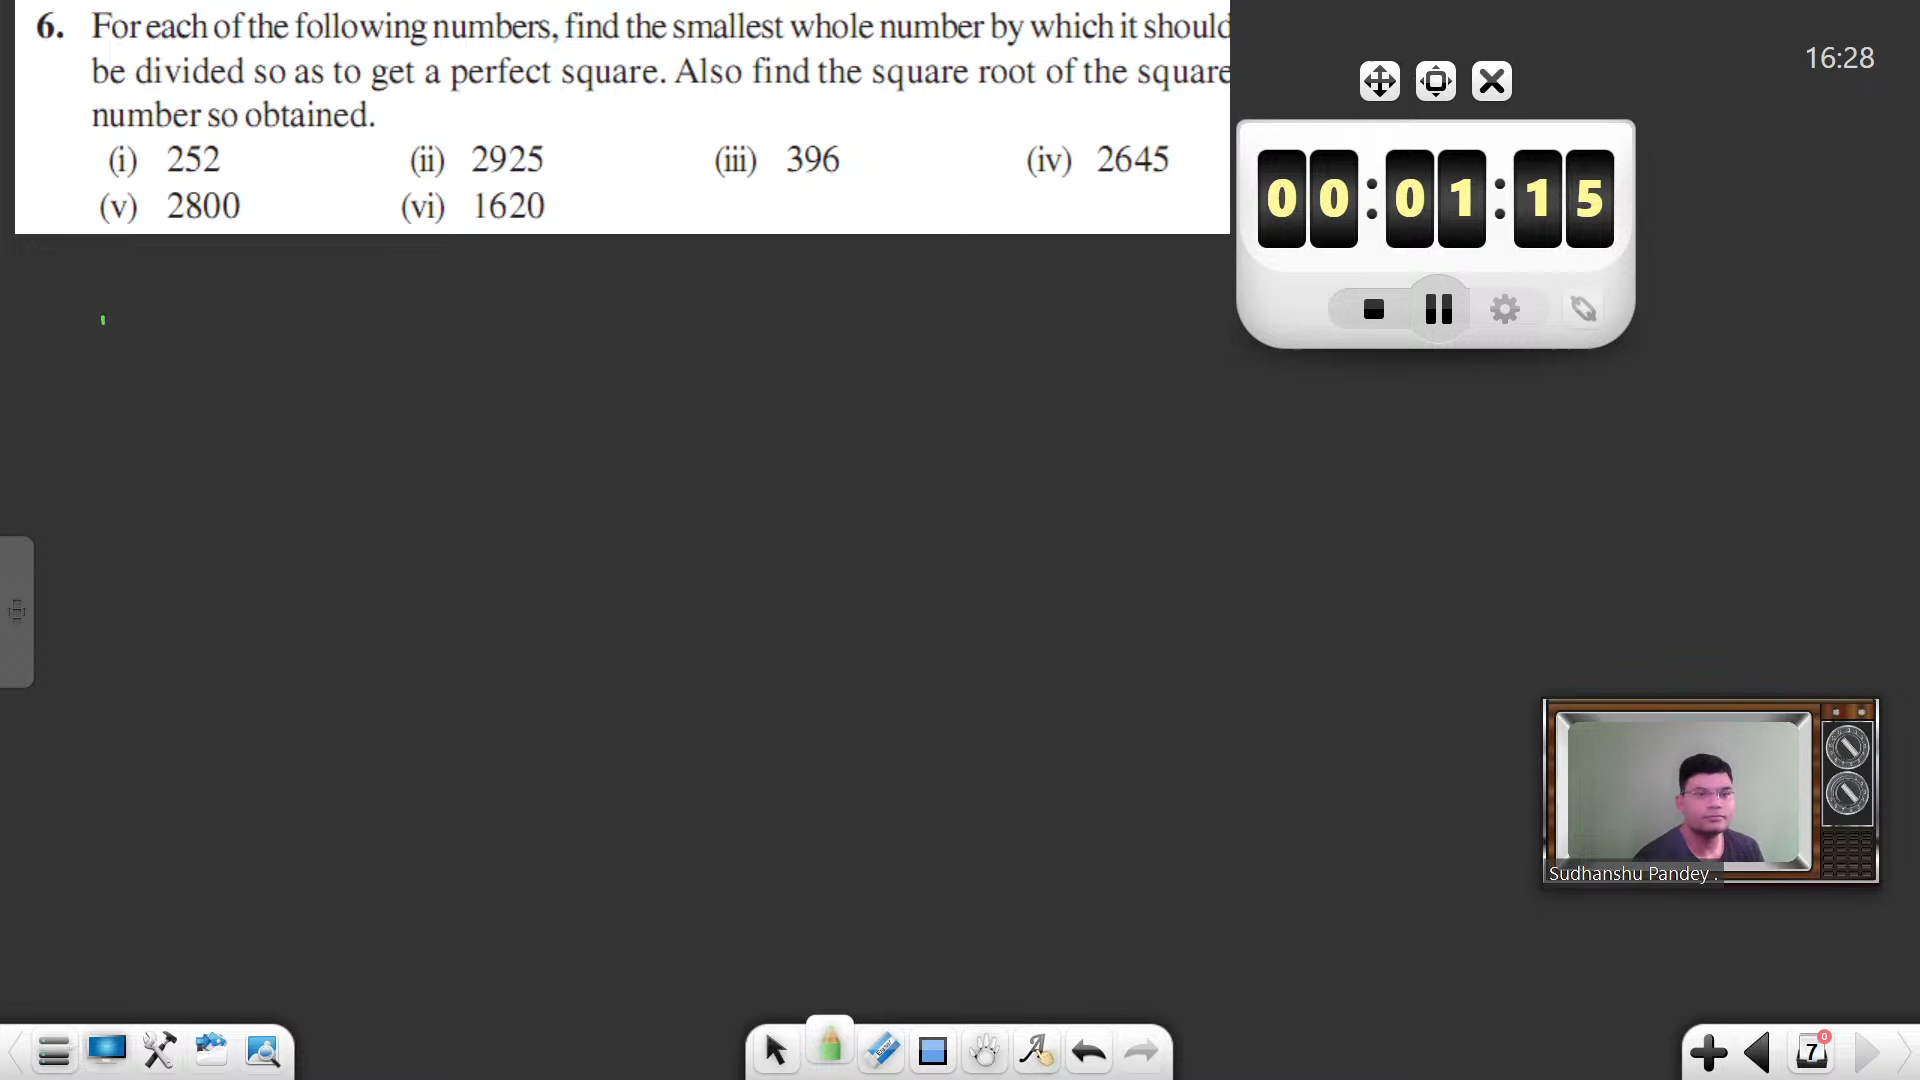 6. For each of the following numbers, find the smallest whole number by which it should
be divided so as to get a perfect square. Also find the square root of the square
number so obtained.
(i) 252 (ii) 2925 (iii) 396 (iv) 2645
(v) 2800 (vi) 1620
16:28
00:01:15
Sudhanshu Pandey .
Eraser
A
7
0